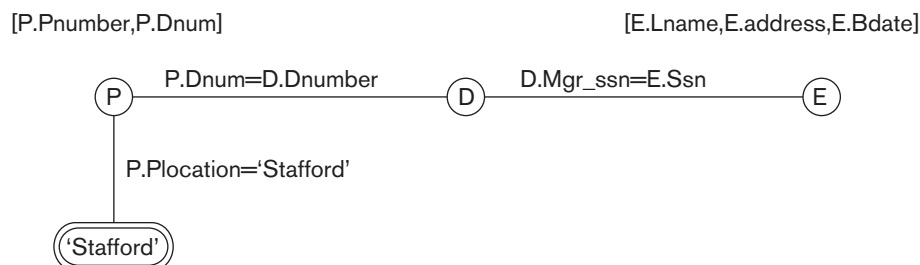 [P.Pnumber,P.Dnum] [E.Lname,E.address,E.Bdate]
P.Dnum=D.Dnumber D.Mgr_ssn=E.Ssn
P D E
P.Plocation=‘Stafford’
‘Stafford’